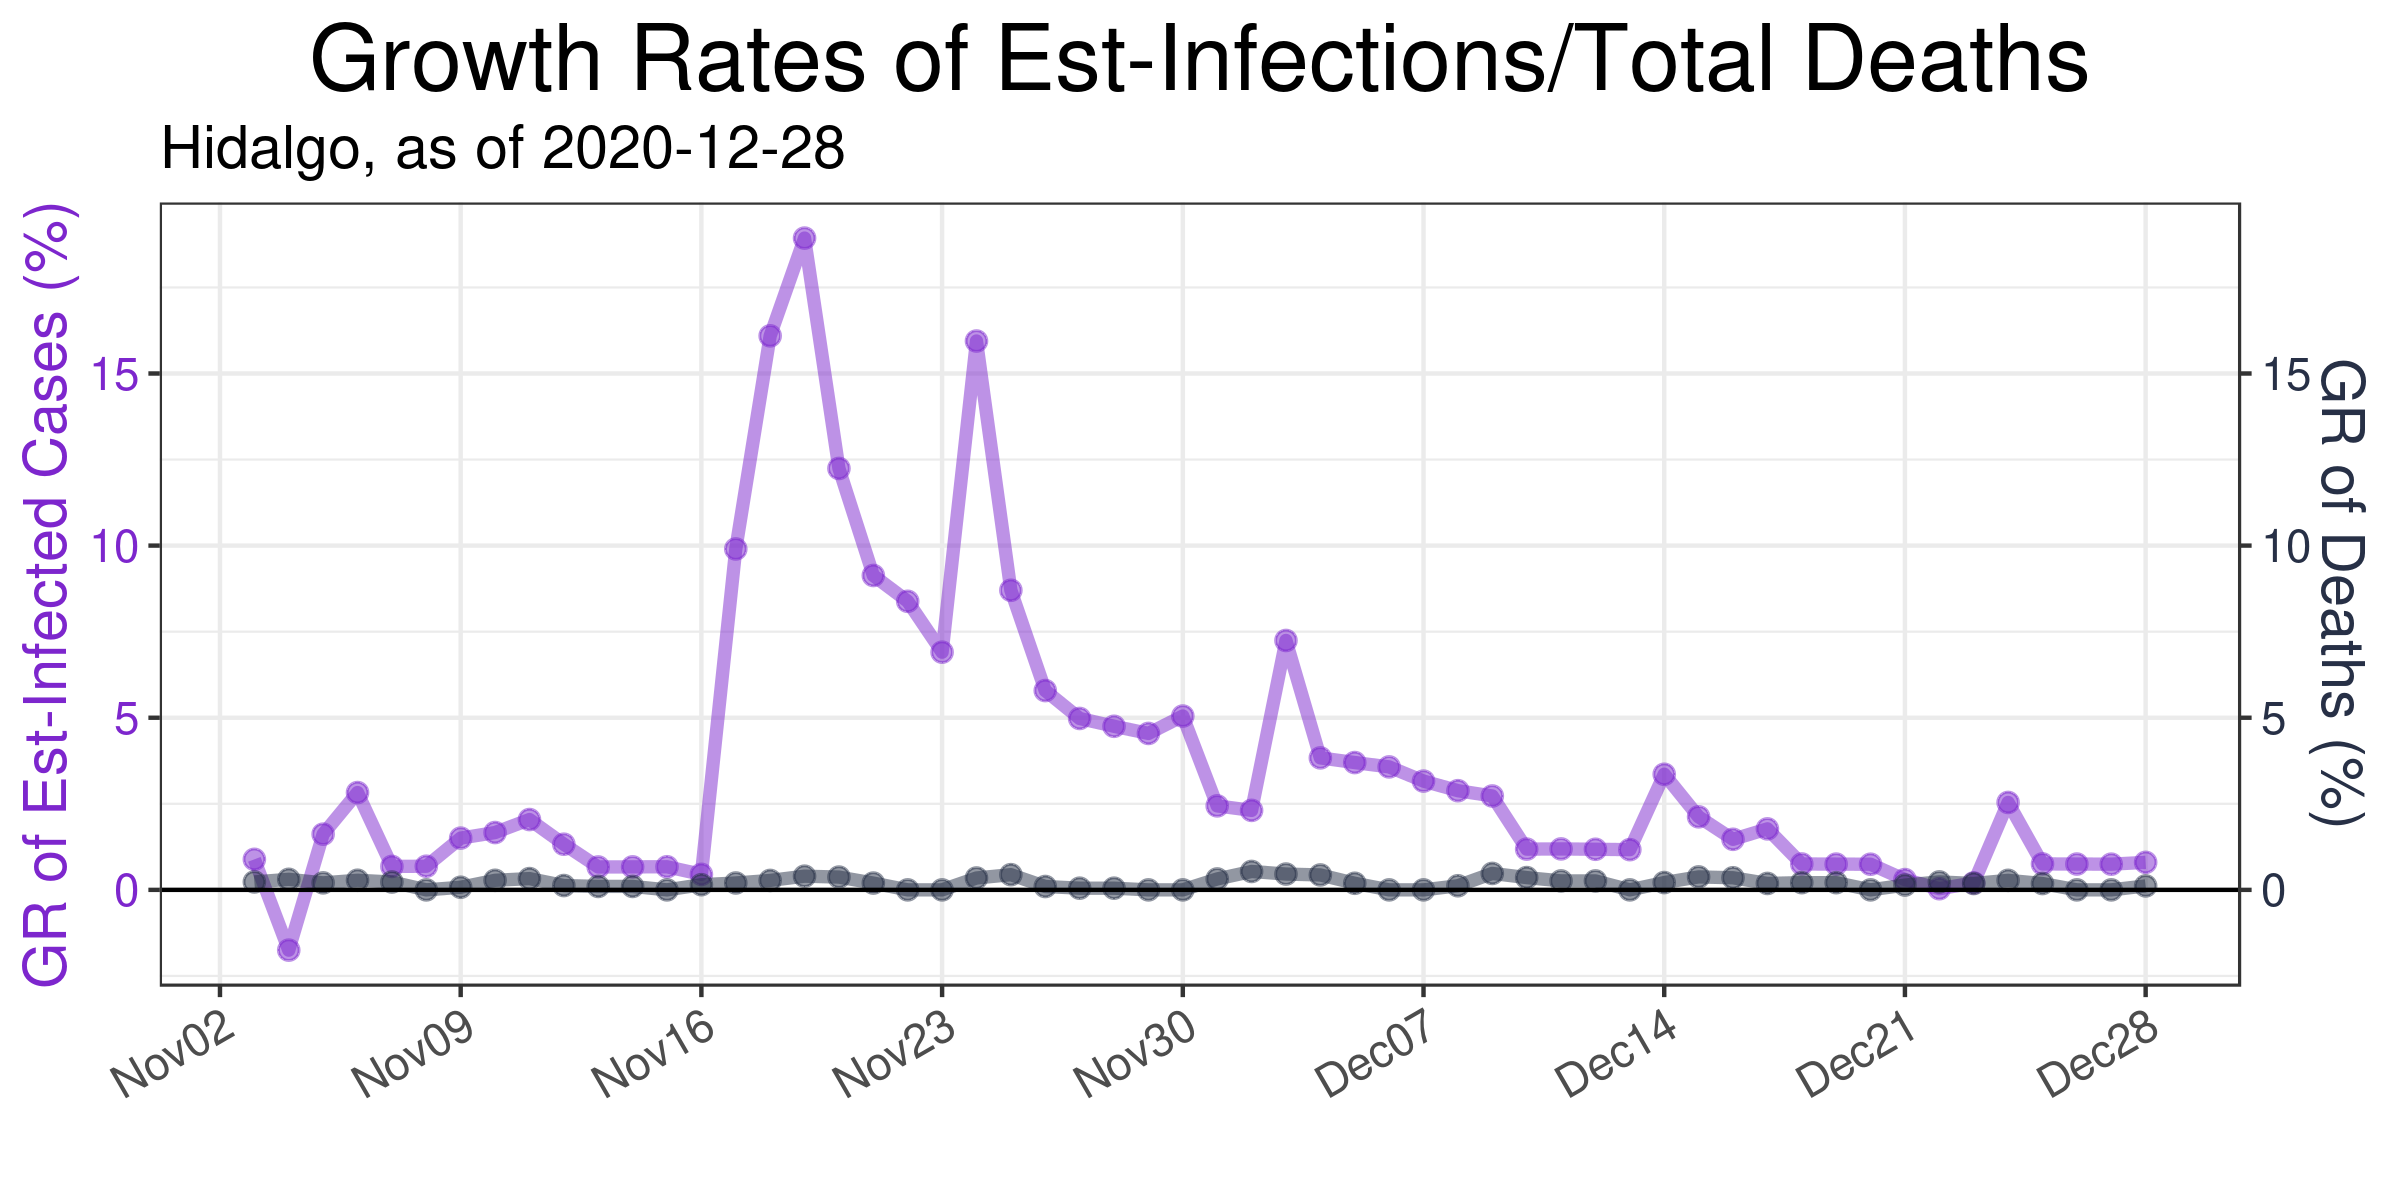 Growth Rates of Est-Infections/Total Deaths
Hidalgo, as of 2020-12-28
GR of Est-Infected Cases (%)
15
10
5
0
15
10
5
0
GR of Deaths (%)
Nov02
Nov09
Nov16
Nov23
Nov30
Dec07
Dec14
Dec21
Dec28